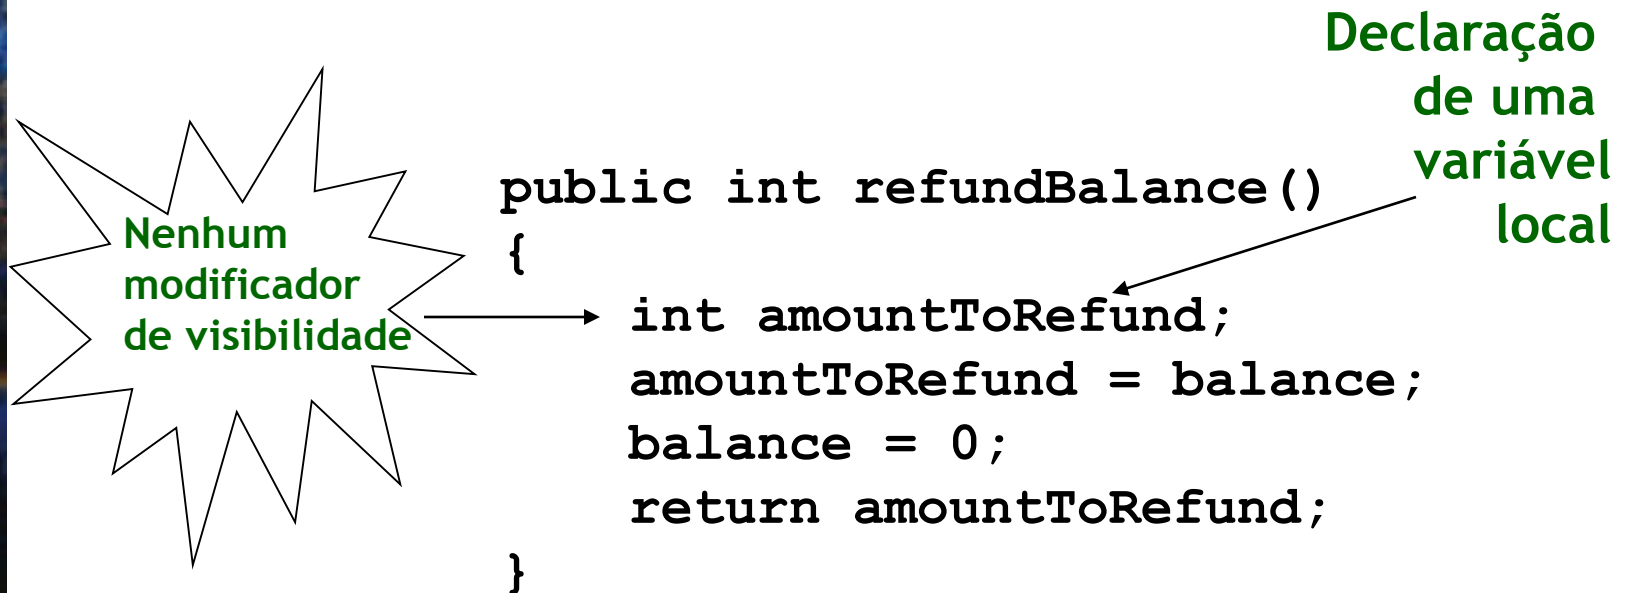 Declaração
de uma
variável
local
Nenhum
modificador
de visibilidade
public int refundBalance()
{
int amountToRefund;
amountToRefund = balance;
balance = 0;
return amountToRefund;
}